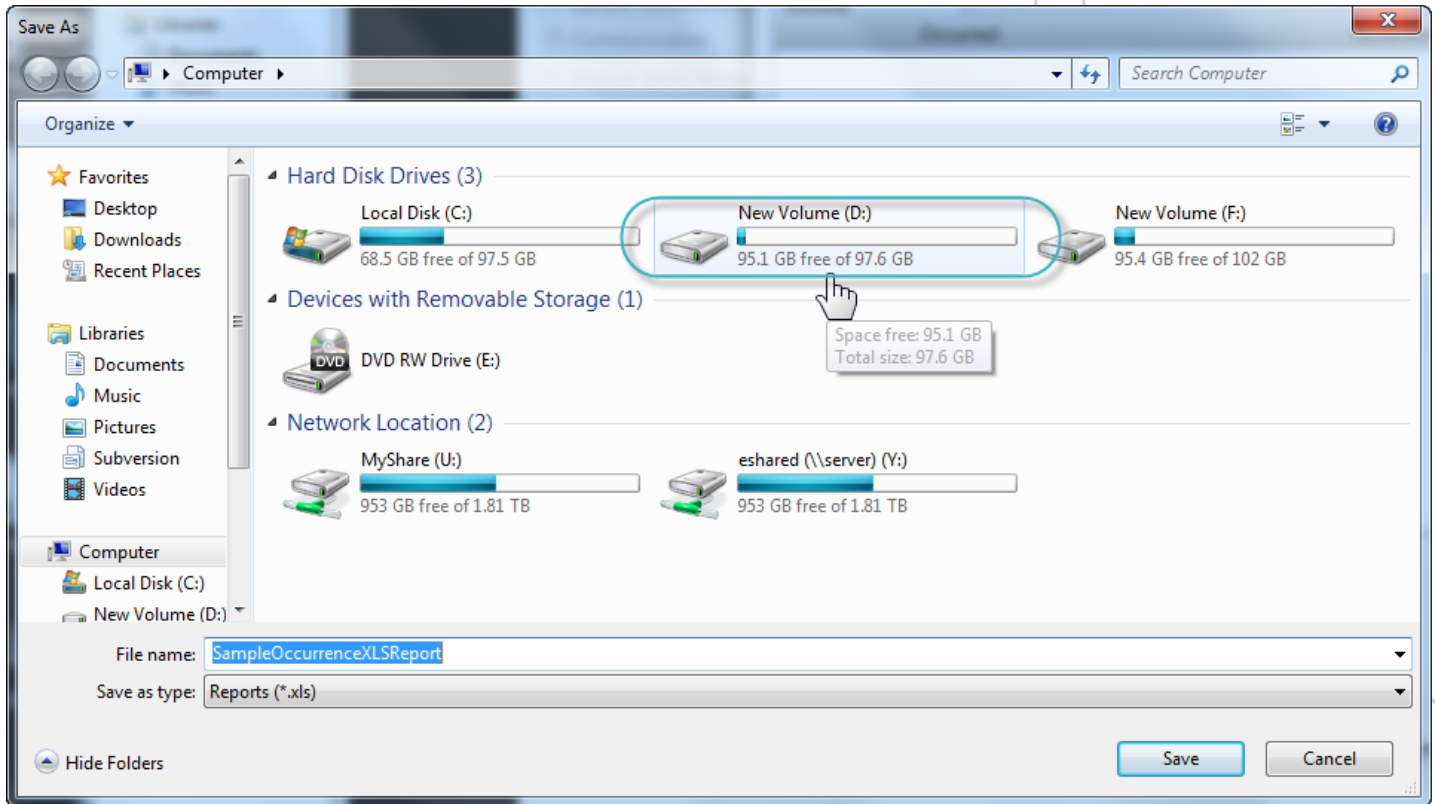 Save As
Computer
Search Computer
Organize
Favorites
Desktop
Downloads
Recent Places
Libraries
Documents
Music
Pictures
Subversion
Videos
Computer
Local Disk (C:)
New Volume (D:)
Hard Disk Drives (3)
Local Disk (C:)
68.5 GB free of 97.5 GB
New Volume (D:)
95.1 GB free of 97.6 GB
New Volume (F:)
95.4 GB free of 102 GB
Devices with Removable Storage (1)
DVD
DVD RW Drive (E:)
Space free: 95.1 GB
Total size: 97.6 GB
Network Location (2)
MyShare (U:)
953 GB free of 1.81 TB
eshared (\\server) (Y:)
953 GB free of 1.81 TB
File name: SampleOccurrenceXLSReport
Save as type: Reports (*.xls)
Hide Folders
Save
Cancel